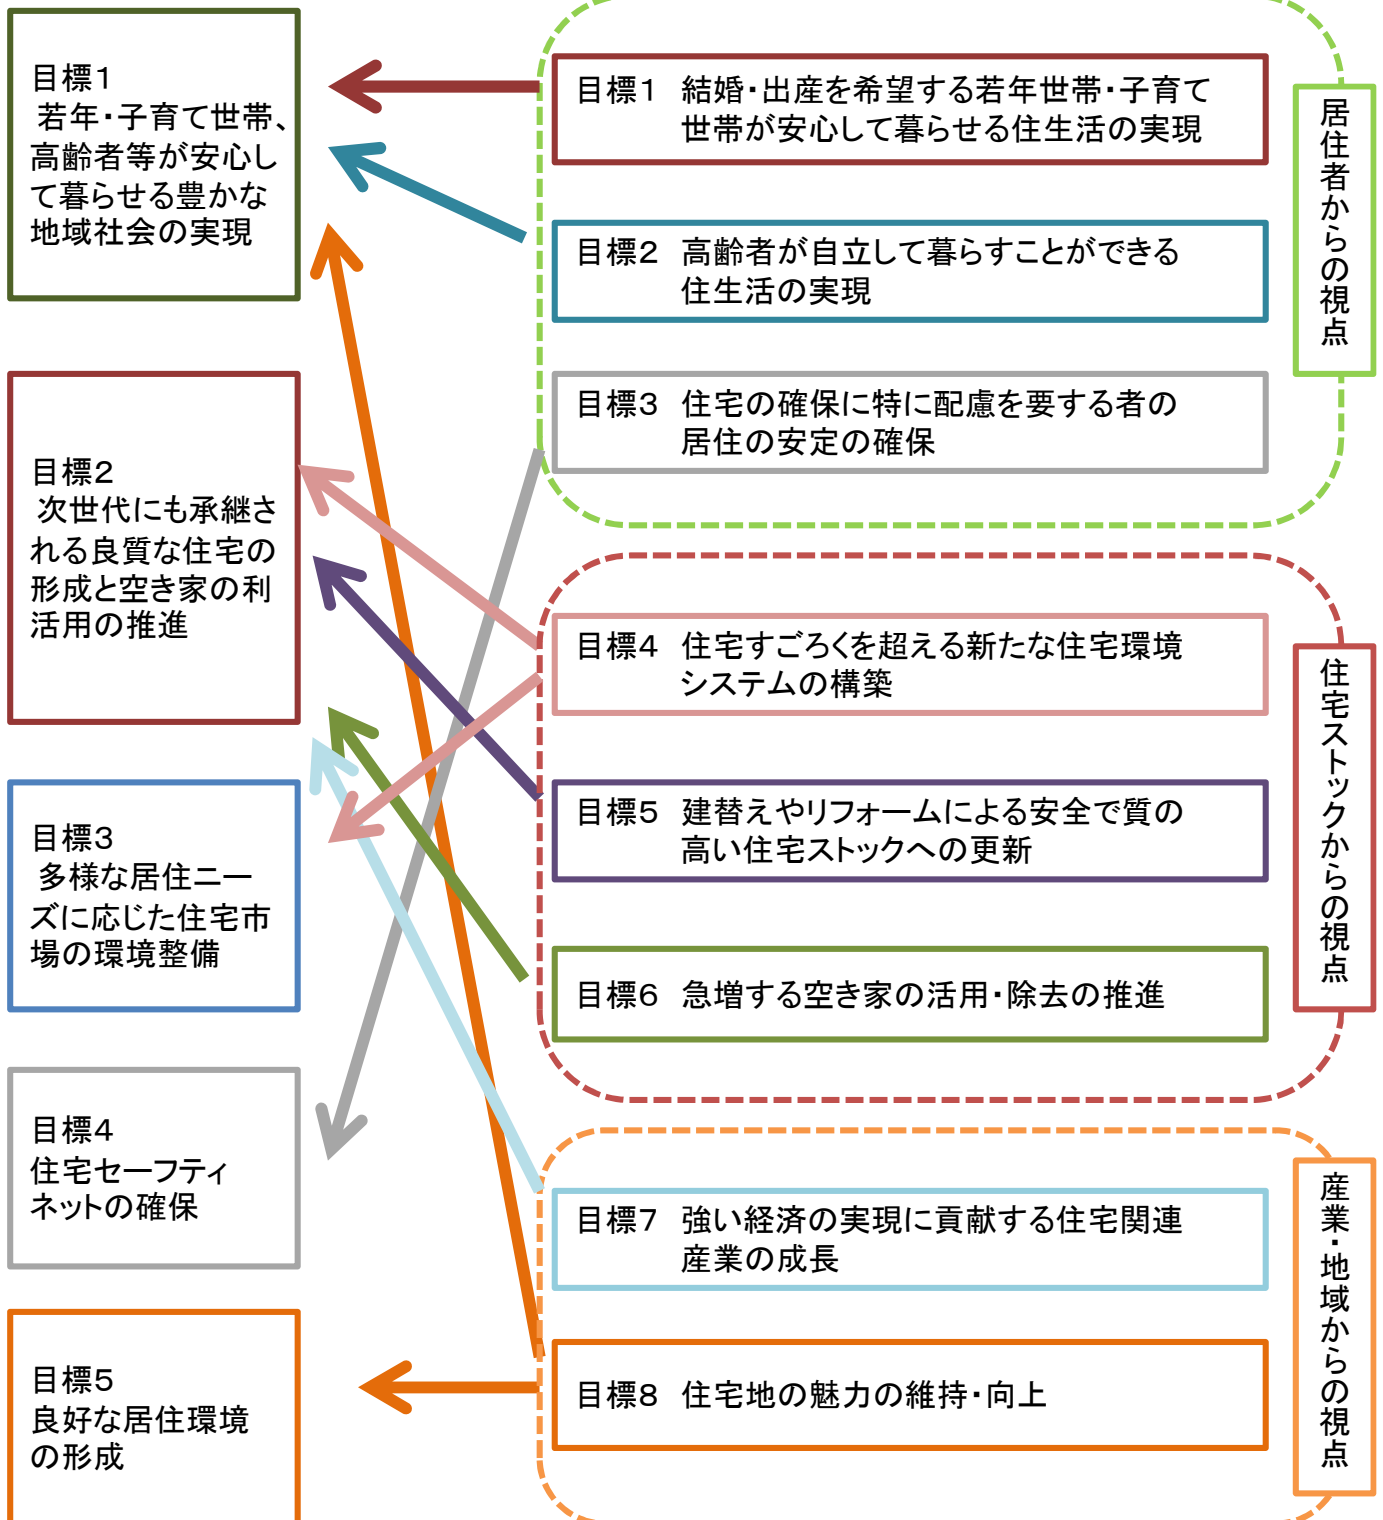 目標1
若年・子育て世帯、
高齢者等が安心し
て暮らせる豊かな
地域社会の実現
目標2
次世代にも承継さ
れる良質な住宅の
形成と空き家の利
活用の推進
目標3
多様な居住ニー
ズに応じた住宅市
場の環境整備
目標4
住宅セーフティ
ネットの確保
目標5
良好な居住環境
の形成
目標1 結婚・出産を希望する若年世帯・子育て
世帯が安心して暮らせる住生活の実現
目標2 高齢者が自立して暮らすことができる
住生活の実現
目標3 住宅の確保に特に配慮を要する者の
居住の安定の確保
居住者からの視点
目標4 住宅すごろくを超える新たな住宅環境
システムの構築
目標5 建替えやリフォームによる安全で質の
高い住宅ストックへの更新
目標6 急増する空き家の活用・除去の推進
住宅ストックからの視点
目標7 強い経済の実現に貢献する住宅関連
産業の成長
目標8 住宅地の魅力の維持・向上
産業・地域からの視点